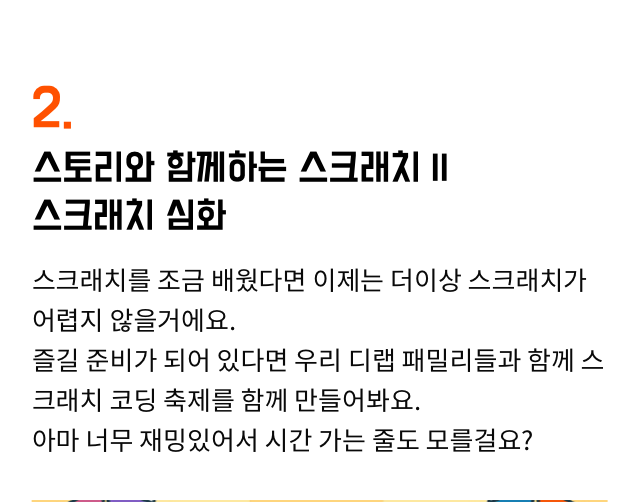 2.
스토리와 함께하는 스크래치 II
스크래치 심화
스크래치를 조금 배웠다면 이제는 더이상 스크래치가
어렵지 않을거에요.
즐길 준비가 되어 있다면 우리 디랩 패밀리들과 함께 스
크래치 코딩 축제를 함께 만들어봐요.
아마 너무 재밍있어서 시간 가는 줄도 모를걸요?